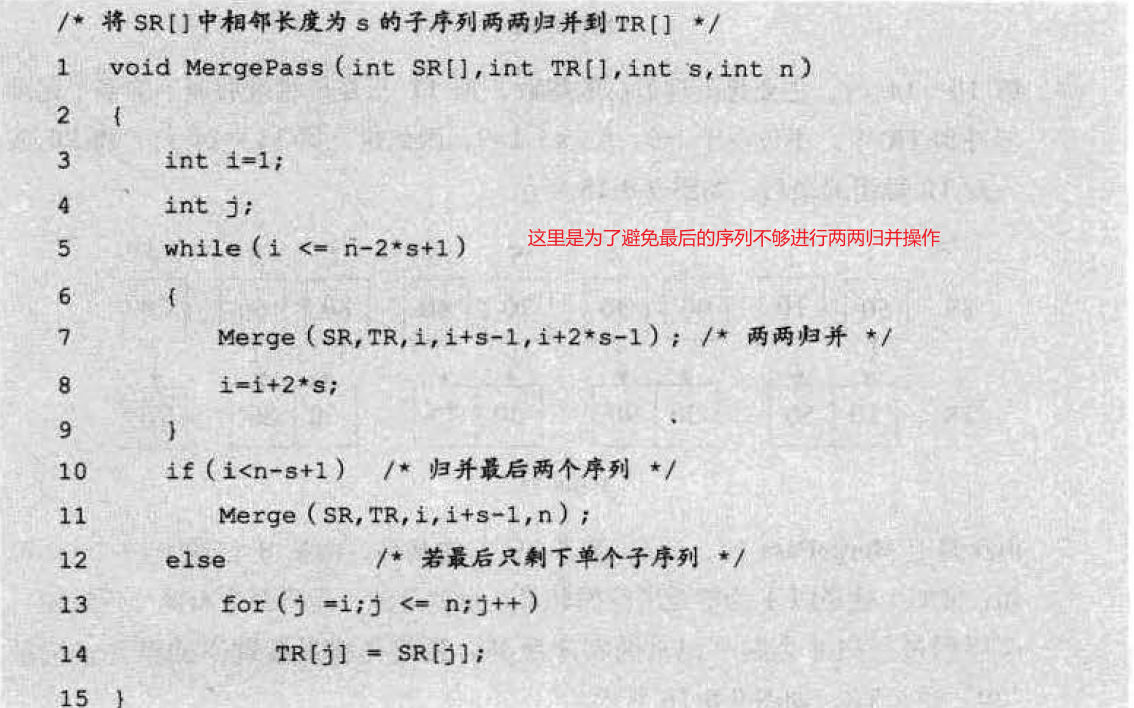 /* 将SR[]中相邻长度为s的子序列两两归并到TR[] */
1 void MergePass(int SR[],int TR[],int s,int n)
2 {
3 int i=1;
4 int j;
5 while(i <= n-2*s+1) 这里是为了避免最后的序列不够进行两两归并操作
6 {
7 Merge(SR,TR,i,i+s-1,i+2*s-1); /* 两两归并 */
8 i=i+2*s;
9 }
10 if(i<n-s+1) /* 归并最后两个序列 */
11 Merge(SR,TR,i,i+s-1,n);
12 else /* 若最后只剩下单个子序列 */
13 for(j =i;j <= n;j++)
14 TR[j] = SR[j];
15 }